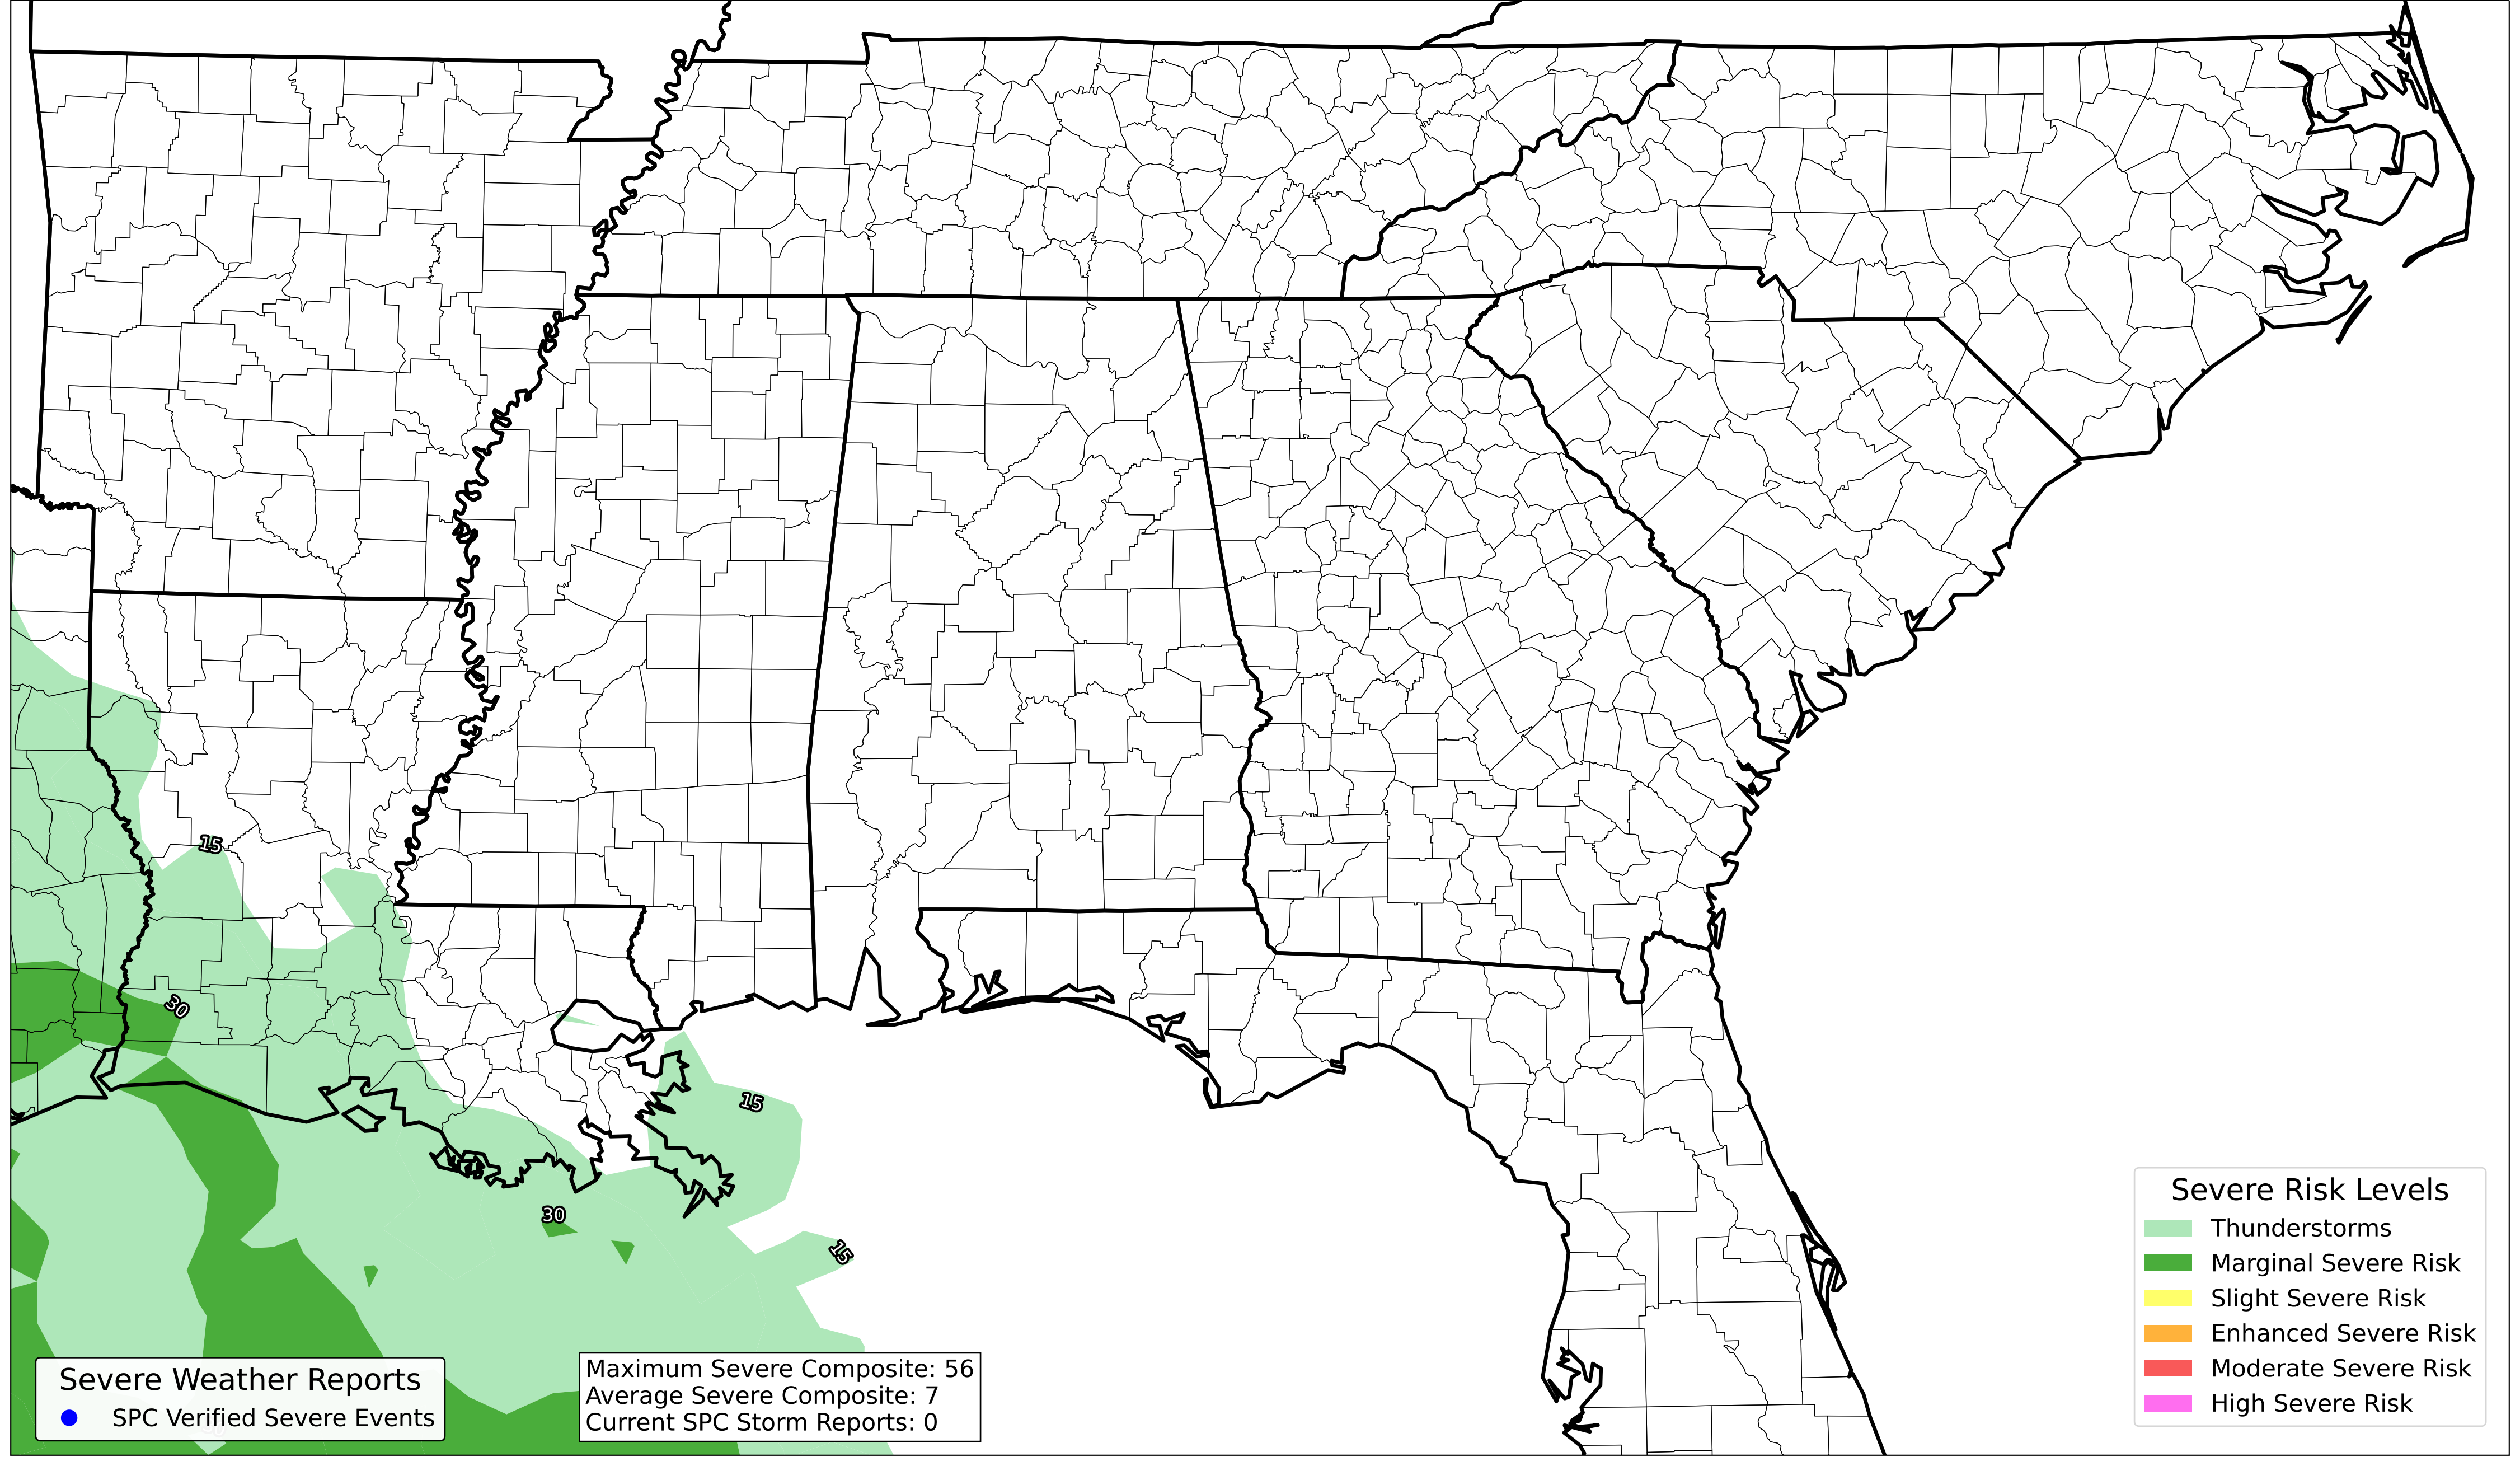 15
30
15
30
15
Severe Risk Levels
Thunderstorms
Marginal Severe Risk
Slight Severe Risk
Enhanced Severe Risk
Moderate Severe Risk
High Severe Risk
Severe Weather Reports
SPC Verified Severe Events
Maximum Severe Composite: 56
Average Severe Composite: 7
Current SPC Storm Reports: 0